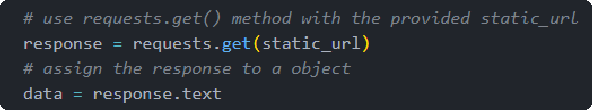 # use requests.get() method with the provided static_url
response = requests.get(static_url)
# assign the response to a object
data = response.text